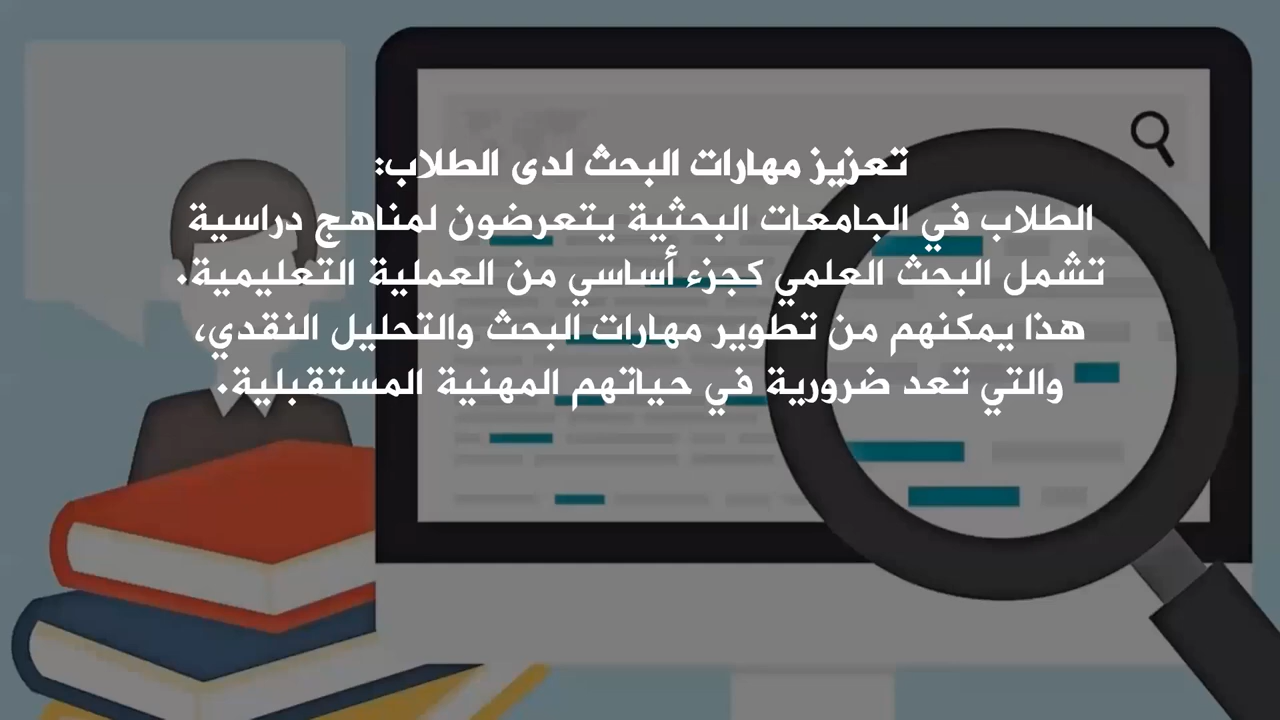 تعزيز مهارات البحث لدى الطلاب:
الطلاب في الجامعات البحثية يتعرضون لمناهج دراسية
تشمل البحث العلمي كجزء أساسي من العملية التعليمية.
هذا يمكنهم من تطوير مهارات البحث والتحليل النقدي،
والتي تعد ضرورية في حياتهم المهنية المستقبلية.